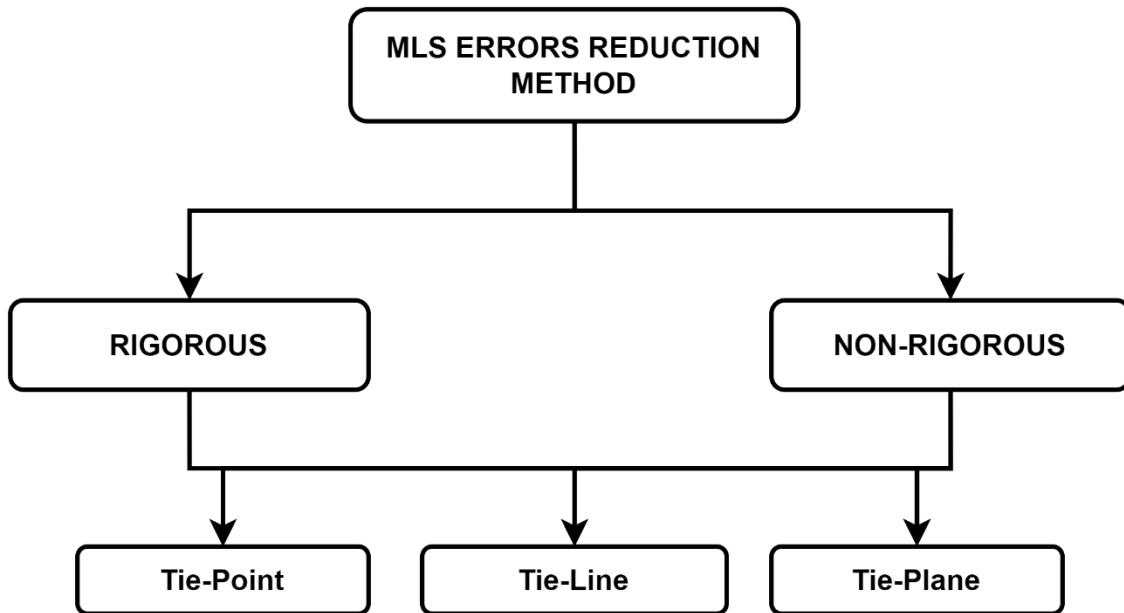 MLS ERRORS REDUCTION
METHOD
RIGOROUS
NON-RIGOROUS
Tie-Point
Tie-Line
Tie-Plane